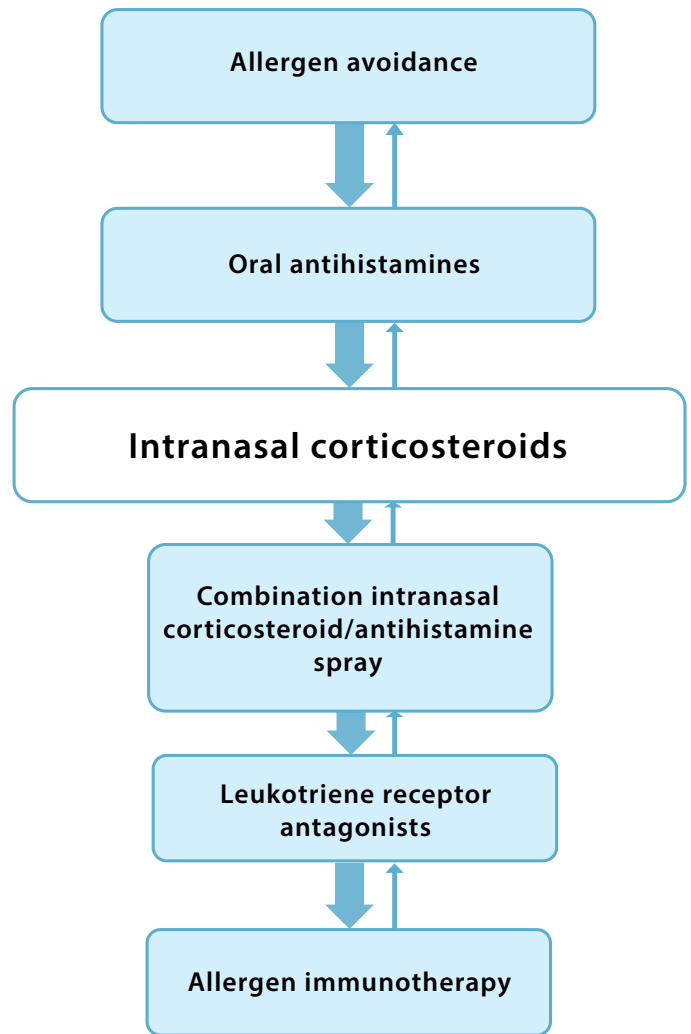 Allergen avoidance
Oral antihistamines
Intranasal corticosteroids
Combination intranasal
corticosteroid/antihistamine
spray
Leukotriene receptor
antagonists
Allergen immunotherapy